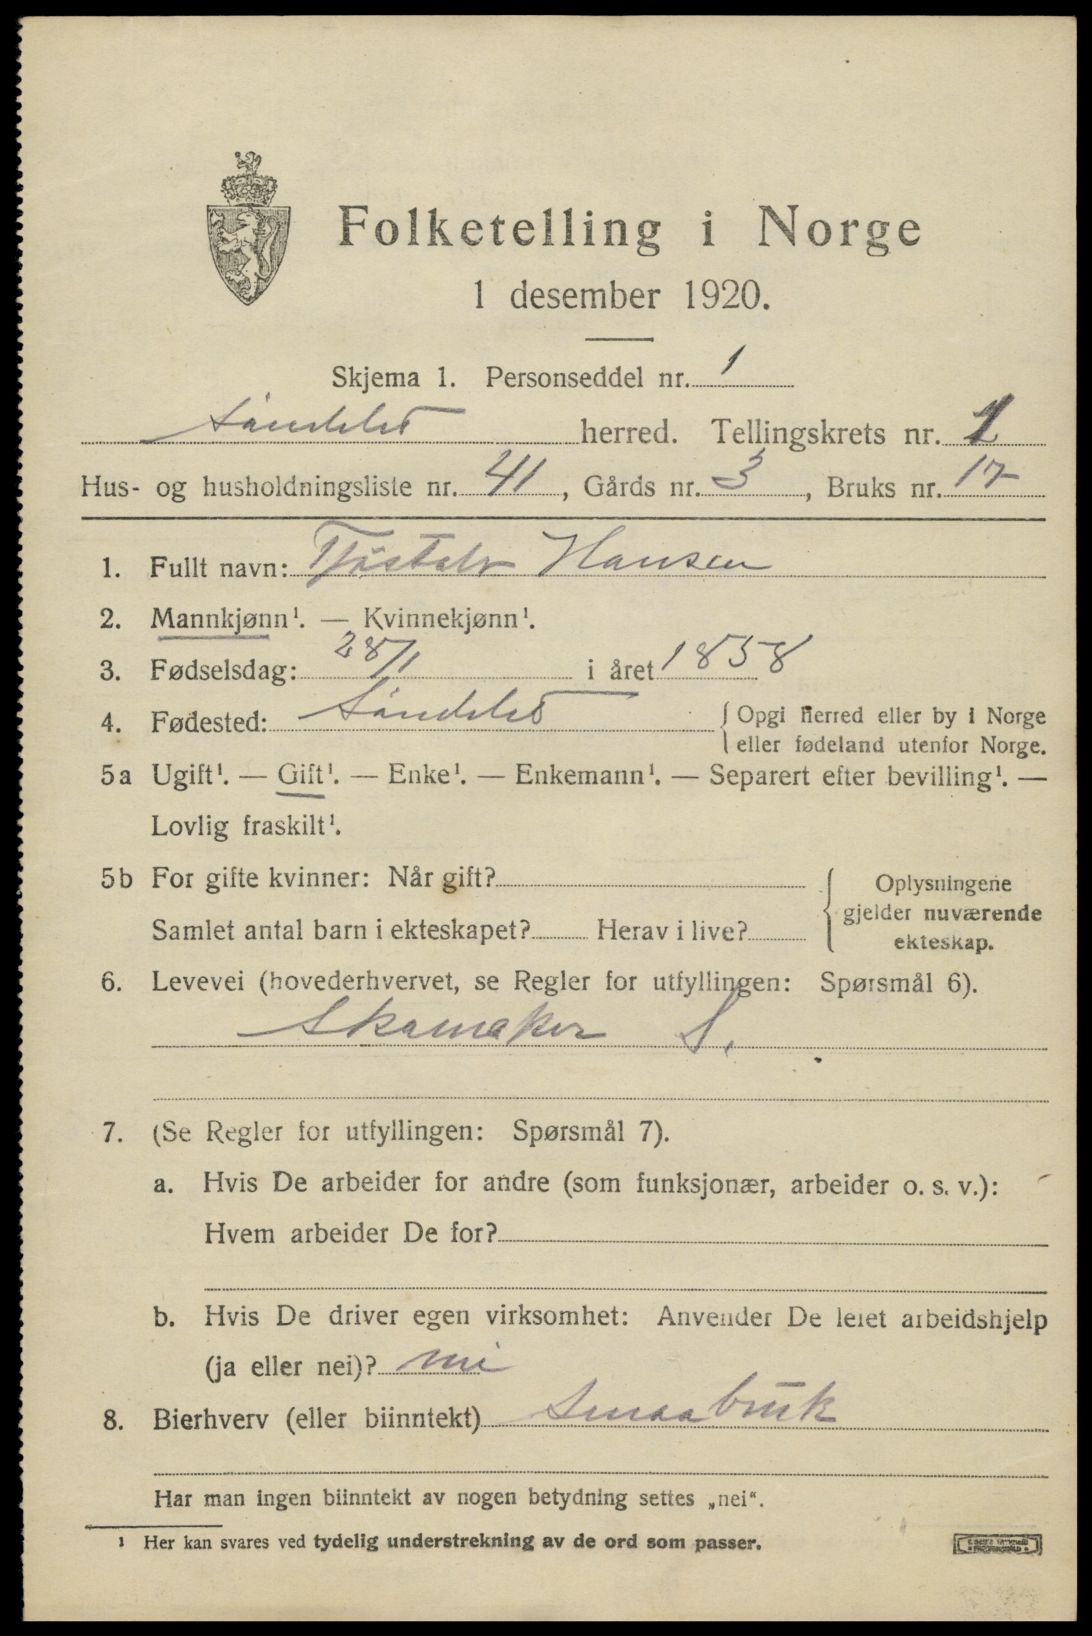 Folketelling i Norge
1 desember 1920.
Skjema 1. Personseddel nr. 1
Søndeled herred. Tellingskrets nr. 1
Hus- og husholdningsliste nr. 41, Gårds nr. 3, Bruks nr. 17
1. Fullt navn: Tjøstolv Hansen
2. Mannkjønn¹. — Kvinnekjønn¹.
3. Fødselsdag: 28/1 i året 1858
4. Fødested: Søndeled { Opgi herred eller by i Norge
eller fødeland utenfor Norge.
5a Ugift¹. — Gift¹. — Enke¹. — Enkemann¹. — Separert efter bevilling¹. —
Lovlig fraskilt¹.
5b For gifte kvinner: Når gift?
Samlet antal barn i ekteskapet? Herav i live?
{ Oplysningene
gjelder nuværende
ekteskap.
6. Levevei (hovederhvervet, se Regler for utfyllingen: Spørsmål 6).
Skomaker S.
7. (Se Regler for utfyllingen: Spørsmål 7).
a. Hvis De arbeider for andre (som funksjonær, arbeider o. s. v.):
Hvem arbeider De for?
b. Hvis De driver egen virksomhet: Anvender De leiet arbeidshjelp
(ja eller nei)? nei
8. Bierhverv (eller biinntekt) Smaabruk
Har man ingen biinntekt av nogen betydning settes „nei“.
¹ Her kan svares ved tydelig understrekning av de ord som passer.